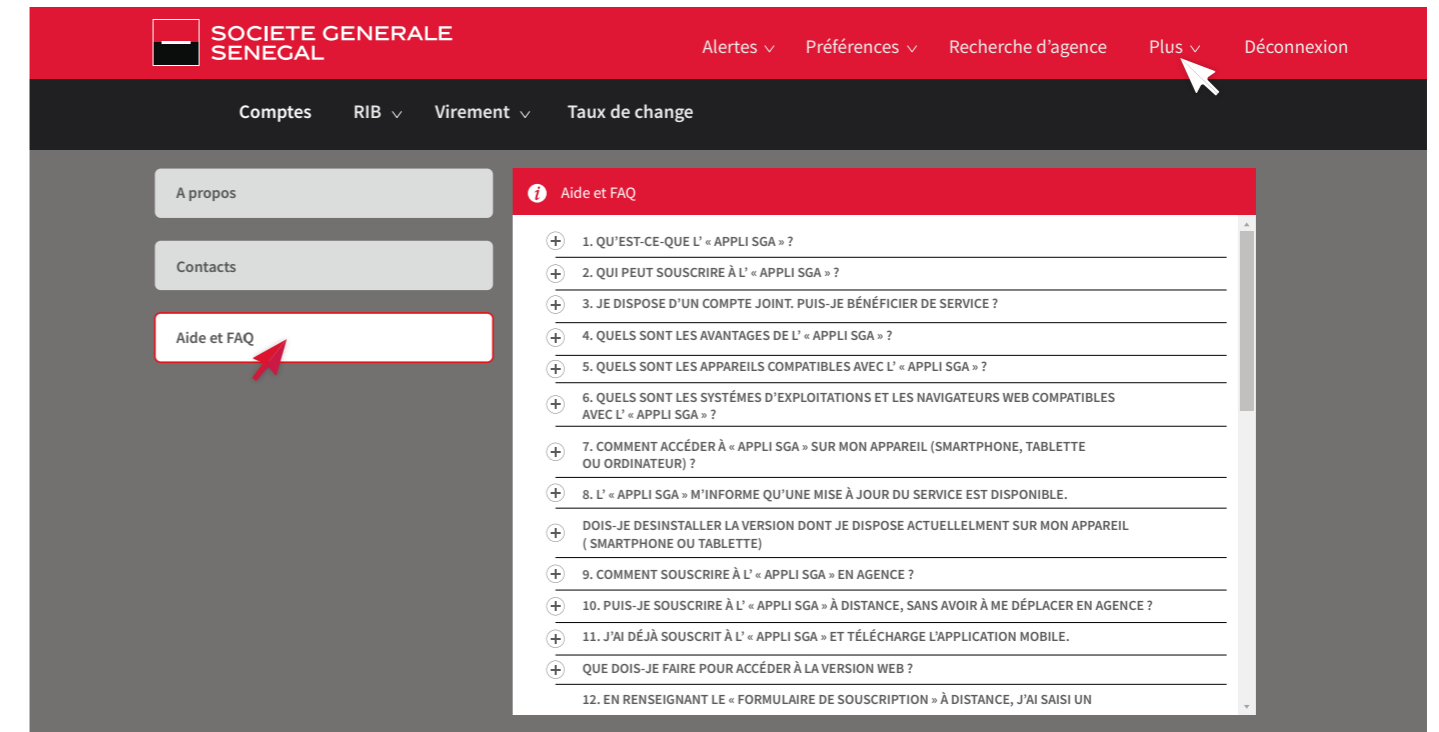 SOCIETE GENERALE
SENEGAL
Alertes Préférences Recherche d'agence Plus Déconnexion
Comptes RIB Virement Taux de change
A propos
Contacts
Aide et FAQ
Aide et FAQ
1. QU'EST-CE-QUE L' « APPLI SGA » ?
2. QUI PEUT SOUSCRIRE À L' « APPLI SGA » ?
3. JE DISPOSE D'UN COMPTE JOINT. PUIS-JE BÉNÉFICIER DE SERVICE ?
4. QUELS SONT LES AVANTAGES DE L' « APPLI SGA » ?
5. QUELS SONT LES APPAREILS COMPATIBLES AVEC L' « APPLI SGA » ?
6. QUELS SONT LES SYSTÉMES D'EXPLOITATIONS ET LES NAVIGATEURS WEB COMPATIBLES
AVEC L' « APPLI SGA » ?
7. COMMENT ACCÉDER À « APPLI SGA » SUR MON APPAREIL (SMARTPHONE, TABLETTE
OU ORDINATEUR) ?
8. L' « APPLI SGA » M'INFORME QU'UNE MISE À JOUR DU SERVICE EST DISPONIBLE.
DOIS-JE DESINSTALLER LA VERSION DONT JE DISPOSE ACTUELLELMENT SUR MON APPAREIL
( SMARTPHONE OU TABLETTE)
9. COMMENT SOUSCRIRE À L' « APPLI SGA » EN AGENCE ?
10. PUIS-JE SOUSCRIRE À L' « APPLI SGA » À DISTANCE, SANS AVOIR À ME DÉPLACER EN AGENCE ?
11. J'AI DÉJÀ SOUSCRIT À L' « APPLI SGA » ET TÉLÉCHARGE L'APPLICATION MOBILE.
QUE DOIS-JE FAIRE POUR ACCÉDER À LA VERSION WEB ?
12. EN RENSEIGNANT LE « FORMULAIRE DE SOUSCRIPTION » À DISTANCE, J'AI SAISI UN